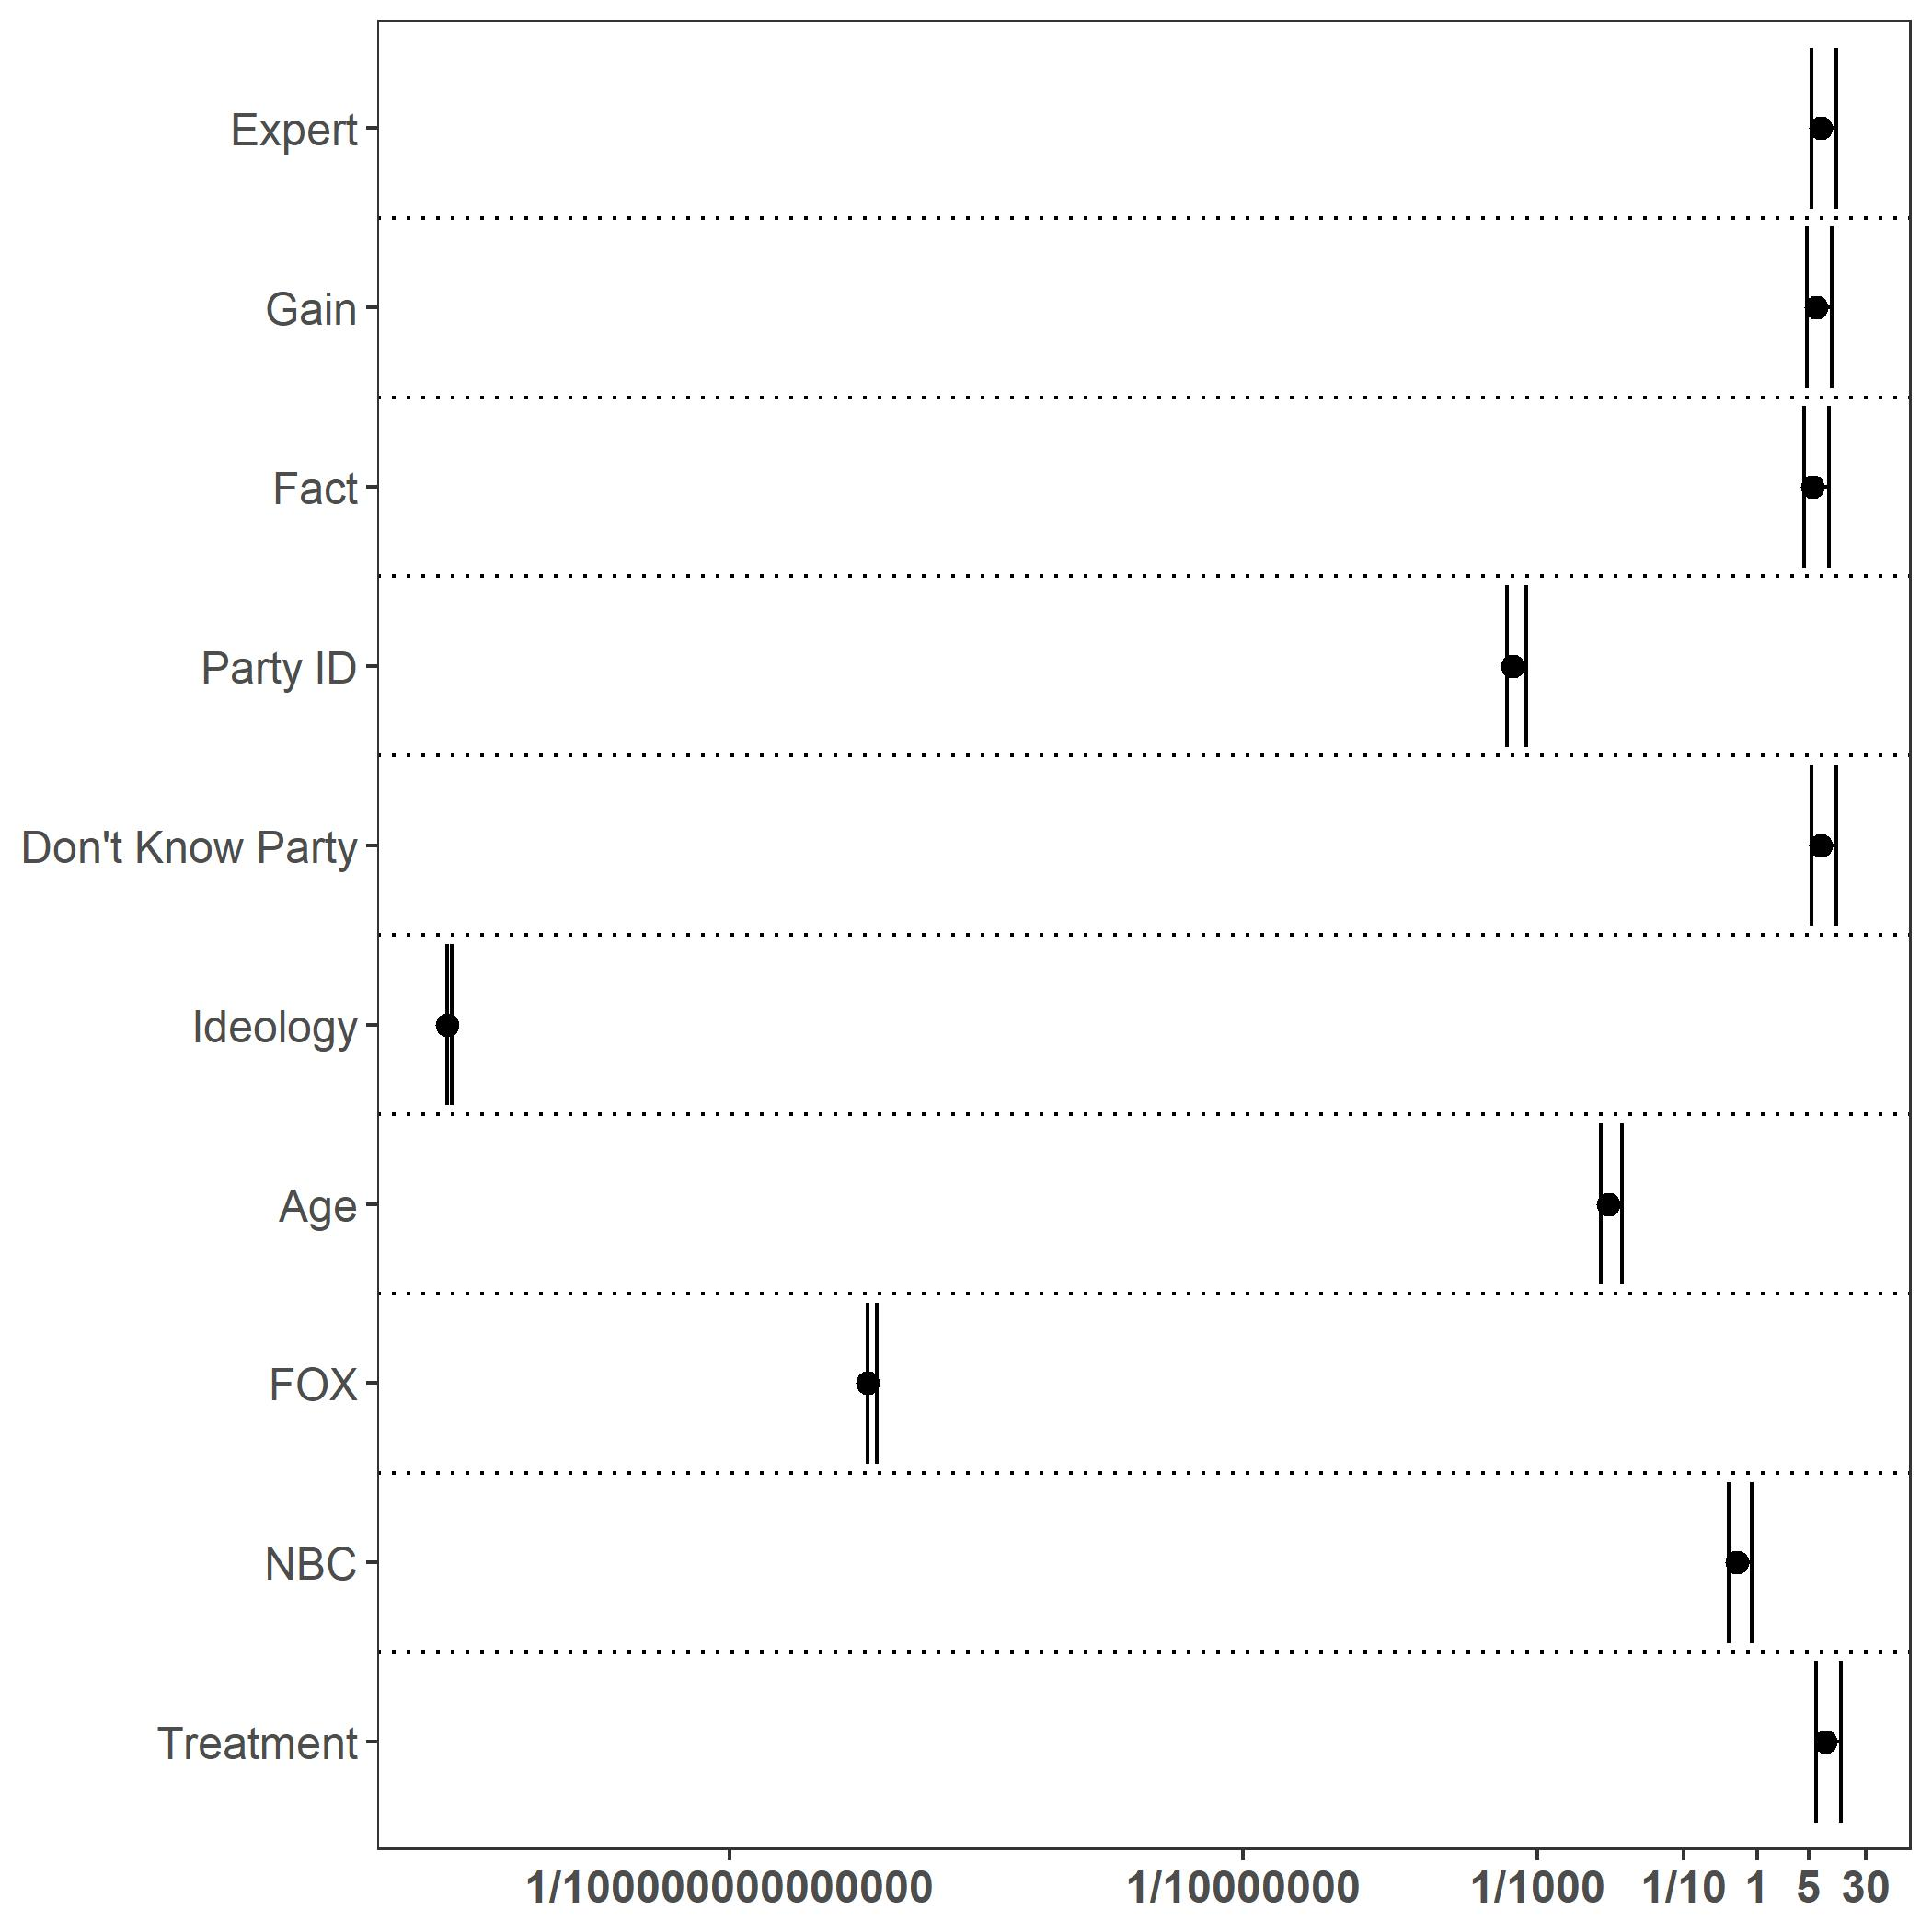 Expert
Gain
Fact
Party ID
Don't Know Party
Ideology
Age
FOX
NBC
Treatment
1/100000000000000 1/10000000 1/1000 1/10 1 5 30